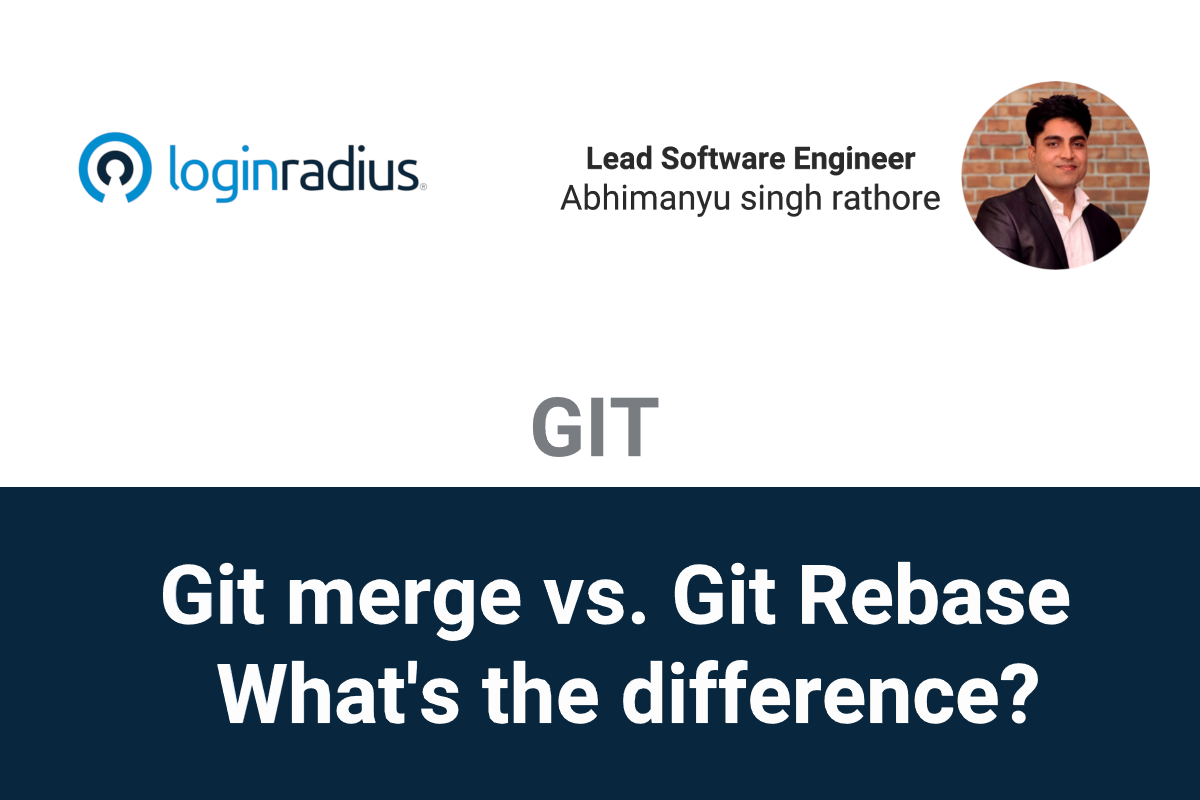 loginradius®
Lead Software Engineer
Abhimanyu singh rathore
GIT
Git merge vs. Git Rebase
What's the difference?